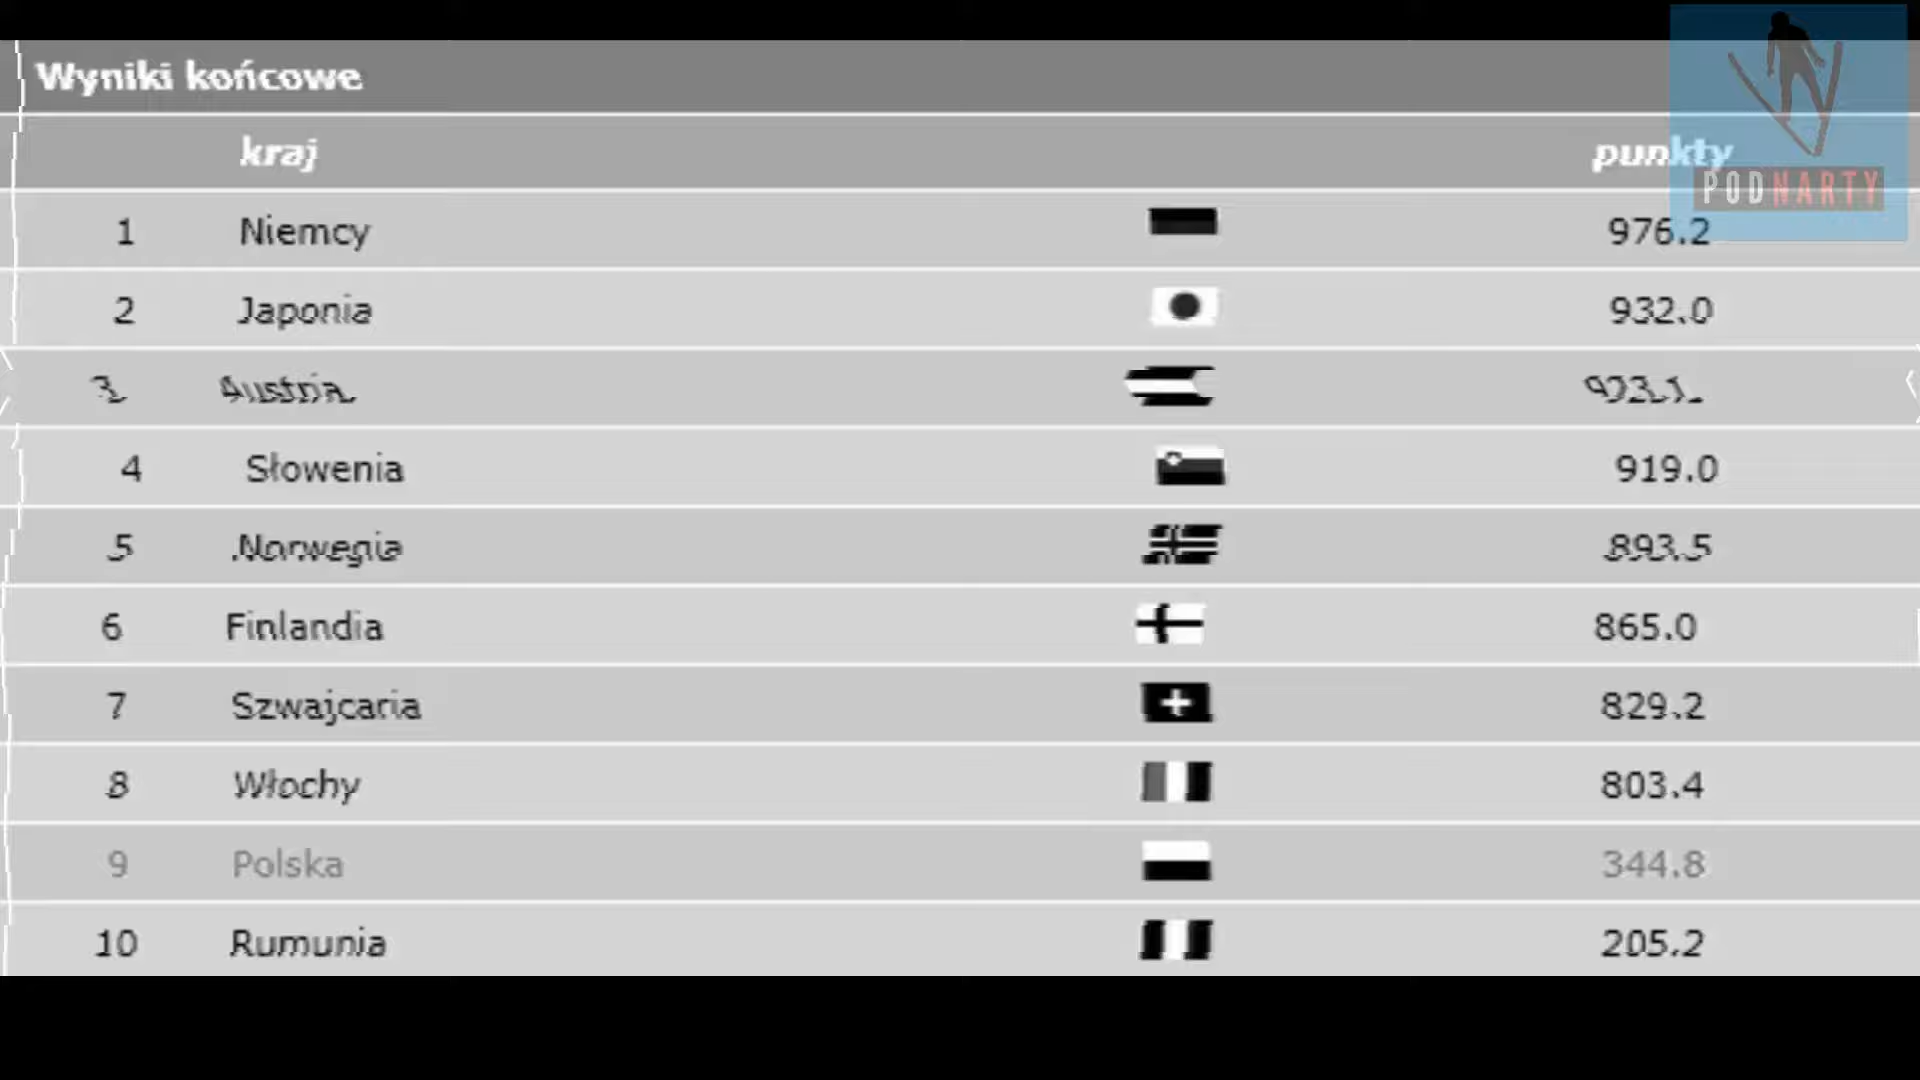 Wyniki końcowe
kraj punkty
PODNARTY
1 Niemcy 976.2
2 Japonia 932.0
3 Austria 923.1
4 Słowenia 919.0
5 Norwegia 893.5
6 Finlandia 865.0
7 Szwajcaria 829.2
8 Włochy 803.4
9 Polska 344.8
10 Rumunia 205.2